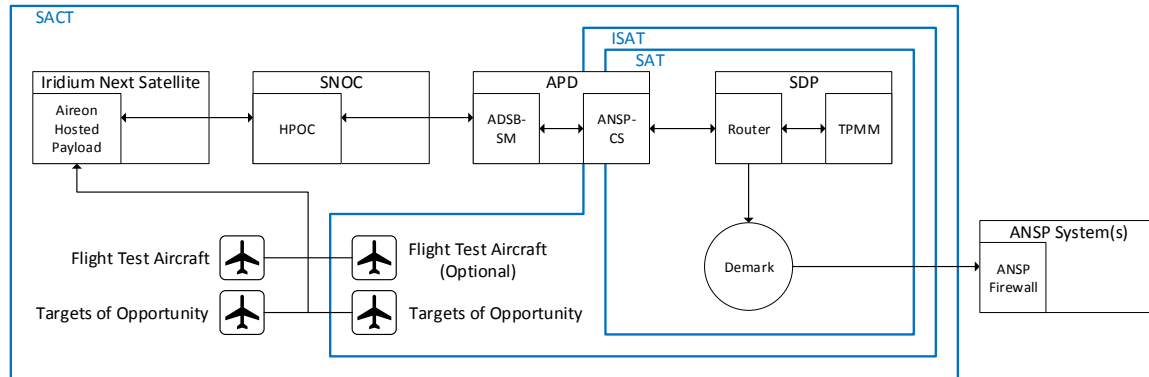 SACT
ISAT
SAT
Iridium Next Satellite
SNOC
APD
SDP
Aireon
Hosted
Payload
HPOC
ADSB-
SM
ANSP-
CS
Router
TPMM
Flight Test Aircraft
Flight Test Aircraft
(Optional)
Demark
ANSP System(s)
ANSP
Firewall
Targets of Opportunity
Targets of Opportunity